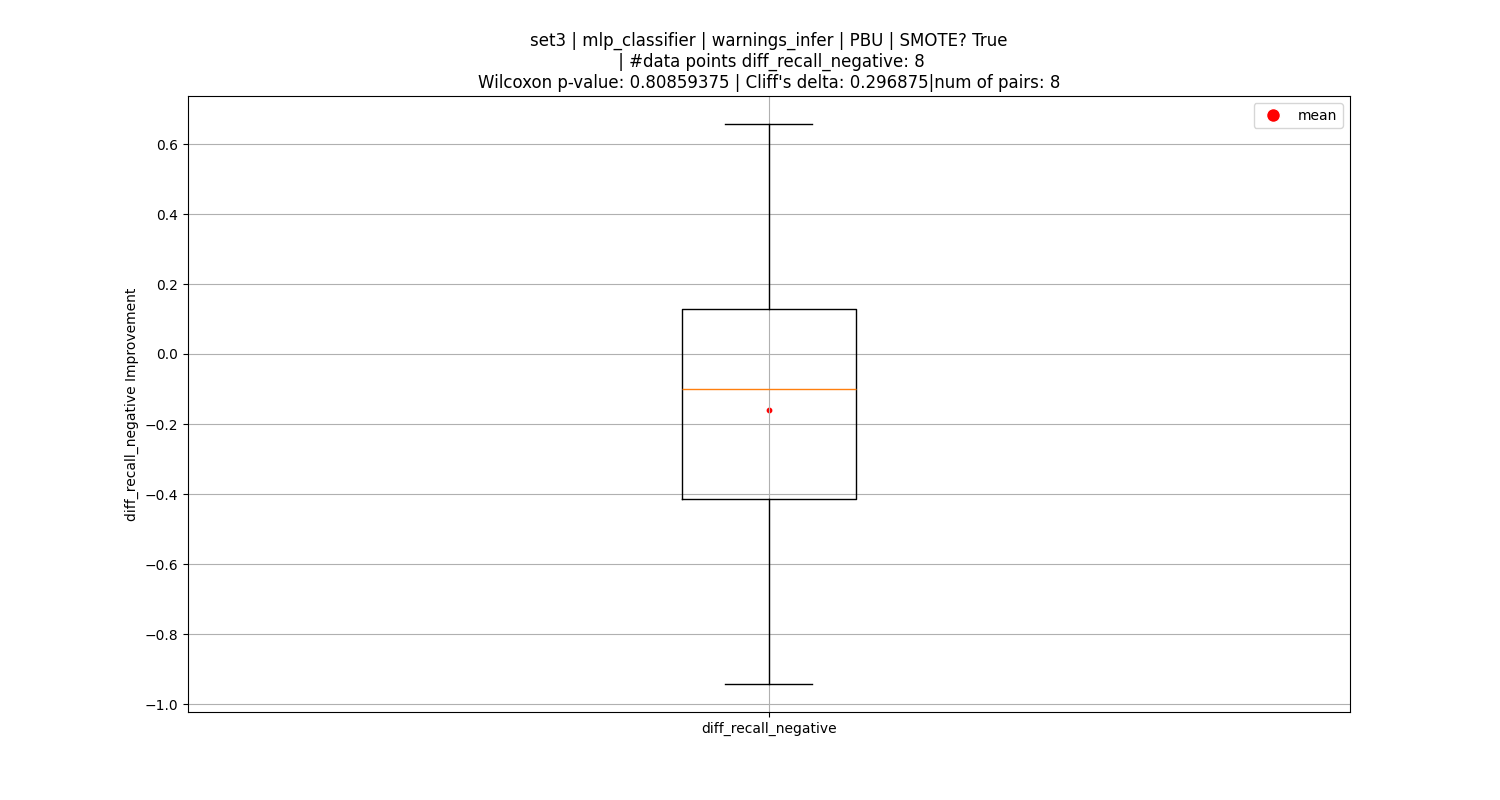 set3 | mlp_classifier | warnings_infer | PBU | SMOTE? True
| #data points diff_recall_negative: 8
Wilcoxon p-value: 0.80859375 | Cliff's delta: 0.296875|num of pairs: 8
mean
0.6
0.4
0.2
0.0
−0.2
−0.4
−0.6
−0.8
−1.0
diff_recall_negative Improvement
diff_recall_negative